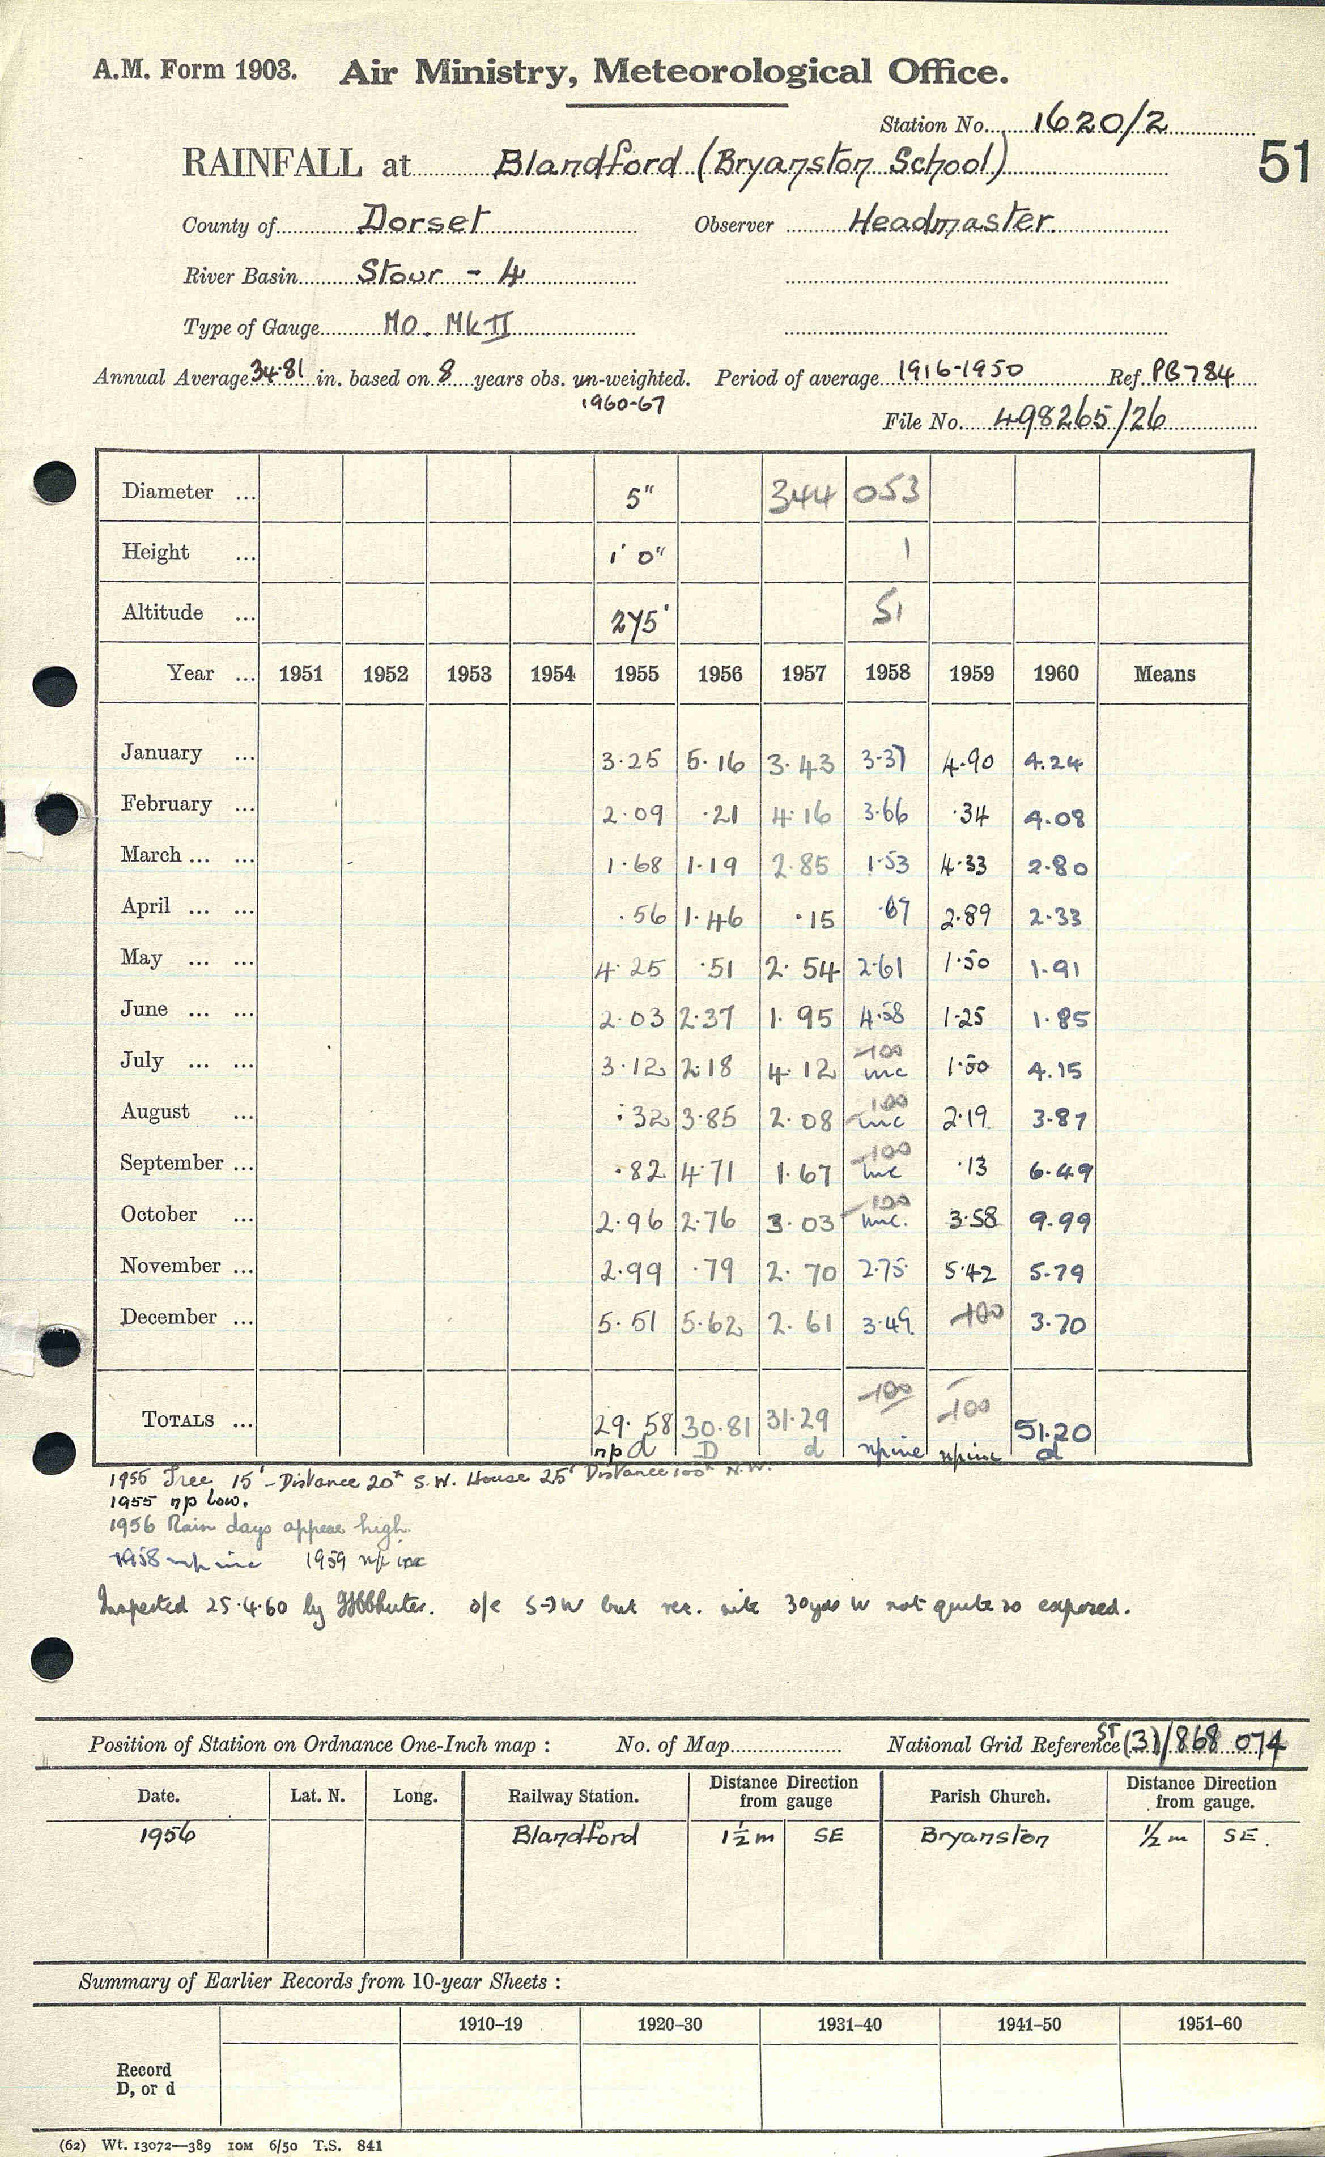 A.M. Form 1903. Air Ministry, Meteorological Office.
Station No. 1620/2
RAINFALL at Blandford (Bryanston School)
51
County of Dorset Observer Headmaster
River Basin Stour - 4
Type of Gauge MO. Mk II
Annual Average 34.81 in. based on 8 years obs. un-weighted. Period of average 1916-1950 Ref. PB784
1960-67
File No. 498265/26
Diameter ... 5" 344 053
Height ... 1' 0" 1
Altitude ... 275' 51
Year ... 1951 1952 1953 1954 1955 1956 1957 1958 1959 1960 Means
January ... 3.25 5.16 3.43 3.37 4.90 4.24
February ... 2.09 .21 4.16 3.66 .34 4.08
March ... ... 1.68 1.19 2.85 1.53 4.33 2.80
April ... ... .56 1.46 .15 .67 2.89 2.33
May ... ... 4.25 .51 2.54 2.61 1.50 1.91
June ... ... 2.03 2.37 1.95 4.58 1.25 1.85
July ... ... 3.12 2.18 4.12 -100 inc 1.50 4.15
August ... .32 3.85 2.08 -100 inc 2.19 3.87
September ... .82 4.71 1.67 -100 inc .13 6.49
October ... 2.96 2.76 3.03 -100 inc. 3.58 9.99
November ... 2.99 .79 2.70 2.75 5.42 5.79
December ... 5.51 5.62 2.61 3.49 -100 3.70
TOTALS ... 29.58 30.81 31.29 -100 -100 51.20
np d D d np inc np inc d
1955 Tree 15' - Distance 20ft S.W. House 25' Distance 100ft N.W.
1955 np Low.
1956 Rain days appear high
1958 np inc 1959 np inc
Inspected 25.4.60 by o/e S→W but rec. site 30yds W not quite so exposed.
Position of Station on Ordnance One-Inch map : No. of Map National Grid Reference ST (31)/868 074
Date. Lat. N. Long. Railway Station. Distance Direction from gauge Parish Church. Distance Direction from gauge.
1956 Blandford 1½ m SE Bryanston ½ m SE.
Summary of Earlier Records from 10-year Sheets :
1910–19 1920–30 1931–40 1941–50 1951–60
Record
D, or d
(62) Wt. 13072—389 10M 6/50 T.S. 841